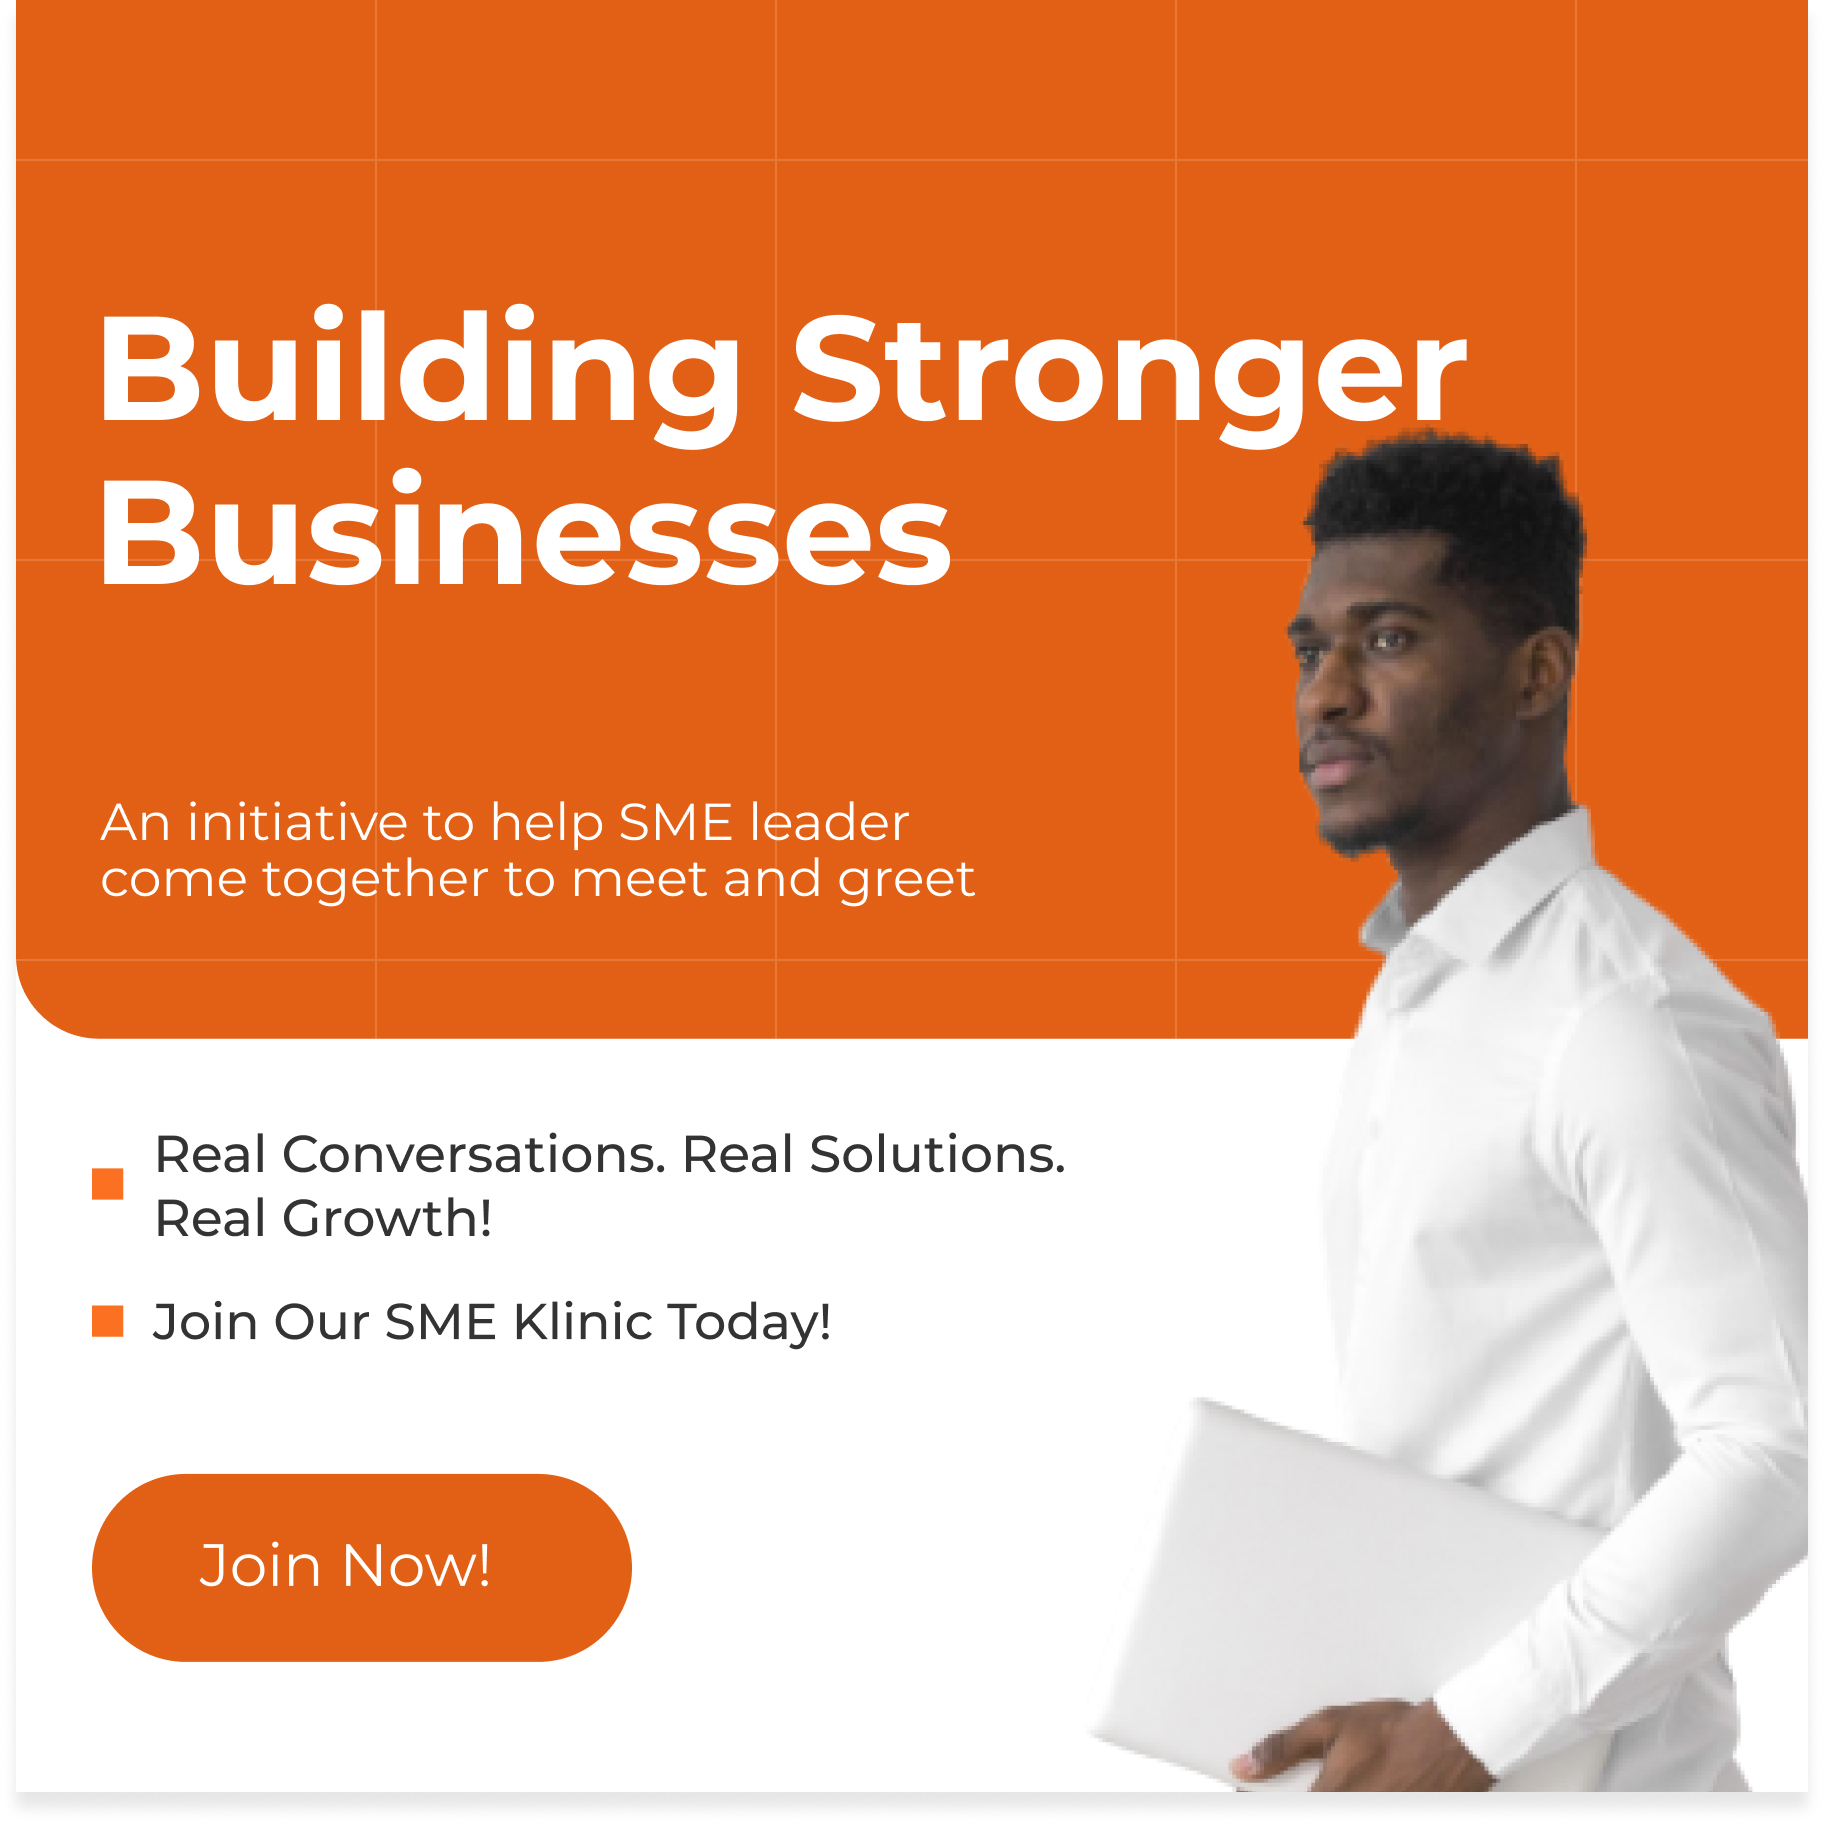 Building Stronger
Businesses
An initiative to help SME leader
come together to meet and greet
Real Conversations. Real Solutions.
Real Growth!
Join Our SME Klinic Today!
Join Now!